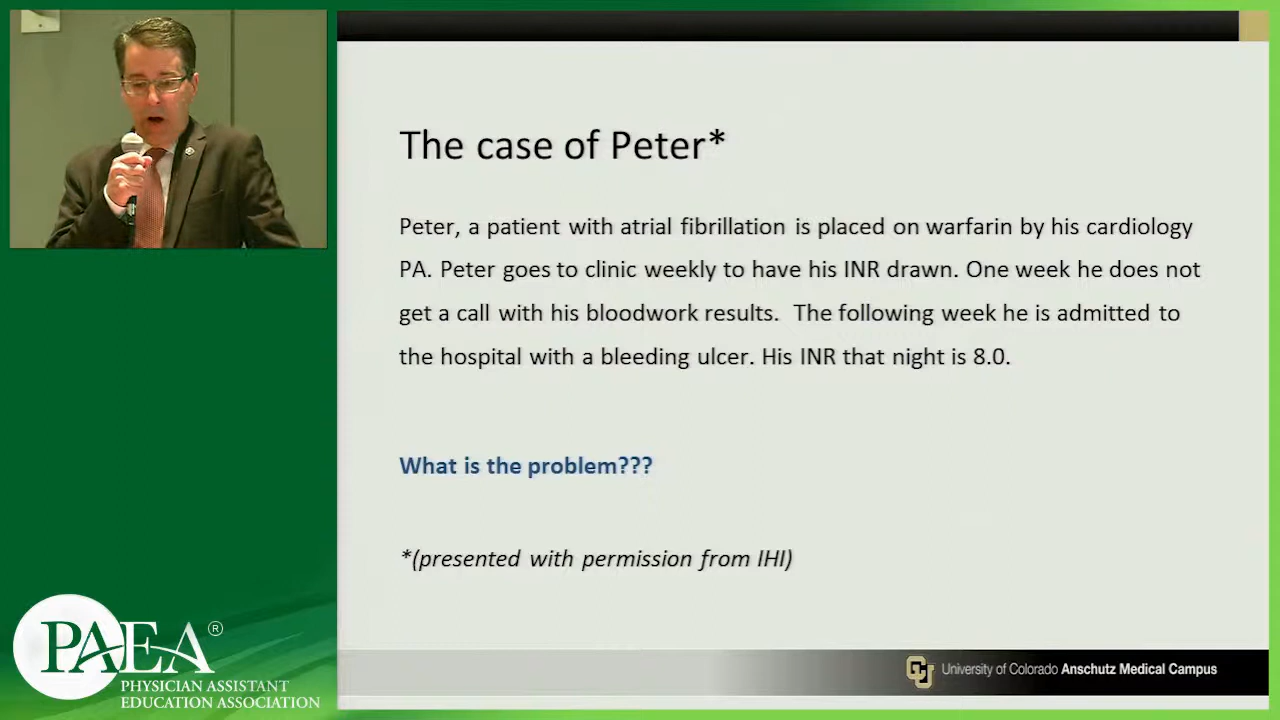 The case of Peter*
Peter, a patient with atrial fibrillation is placed on warfarin by his cardiology
PA. Peter goes to clinic weekly to have his INR drawn. One week he does not
get a call with his bloodwork results.  The following week he is admitted to
the hospital with a bleeding ulcer. His INR that night is 8.0.
What is the problem???
*(presented with permission from IHI)
CU University of Colorado Anschutz Medical Campus
PAEA®
PHYSICIAN ASSISTANT
EDUCATION ASSOCIATION